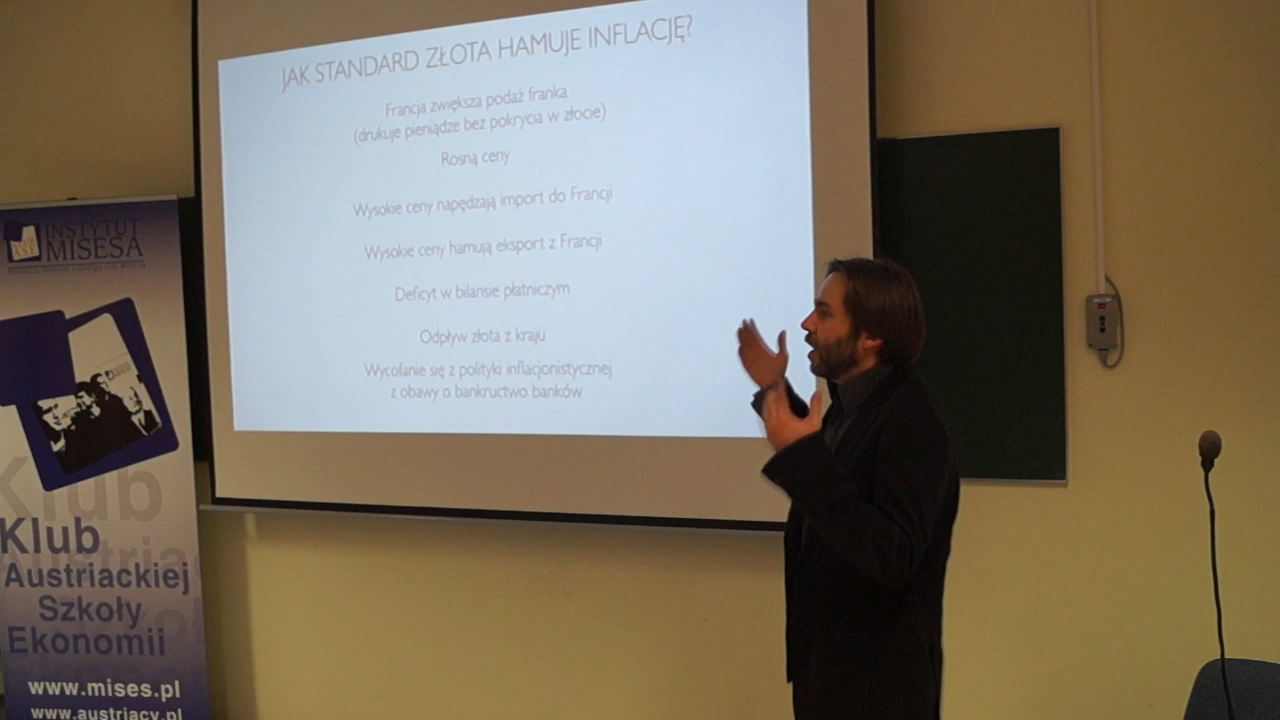 JAK STANDARD ZŁOTA HAMUJE INFLACJĘ?
Francja zwiększa podaż franka
(drukuje pieniądze bez pokrycia w złocie)
Rosną ceny
Wysokie ceny napędzają import do Francji
Wysokie ceny hamują eksport z Francji
Deficyt w bilansie płatniczym
Odpływ złota z kraju
Wycofanie się z polityki inflacjonistycznej
z obawy o bankructwo banków
INSTYTUT
MISESA
Klub
Klub
Austriackiej
Szkoły
Ekonomii
www.mises.pl
www.austriacy.pl